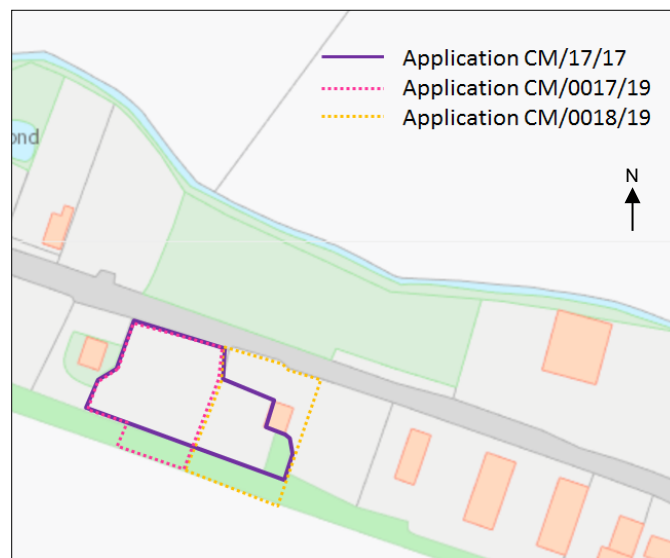 Application CM/17/17
Application CM/0017/19
Application CM/0018/19
N
ond